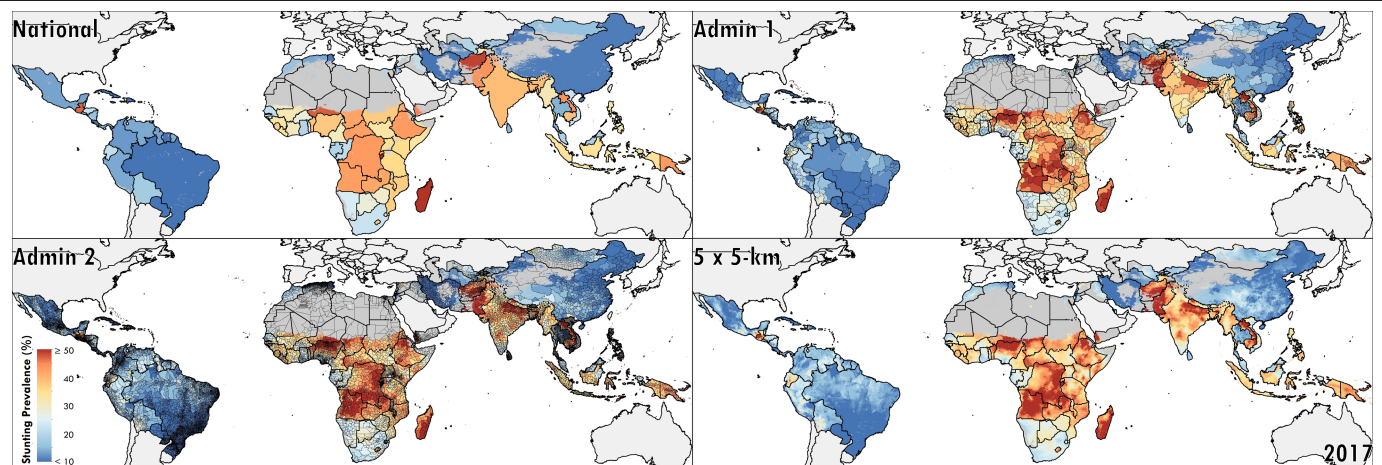 National
Admin 1
Admin 2
5 x 5-km
Stunting Prevalence (%)
≥ 50
40
30
20
< 10
2017